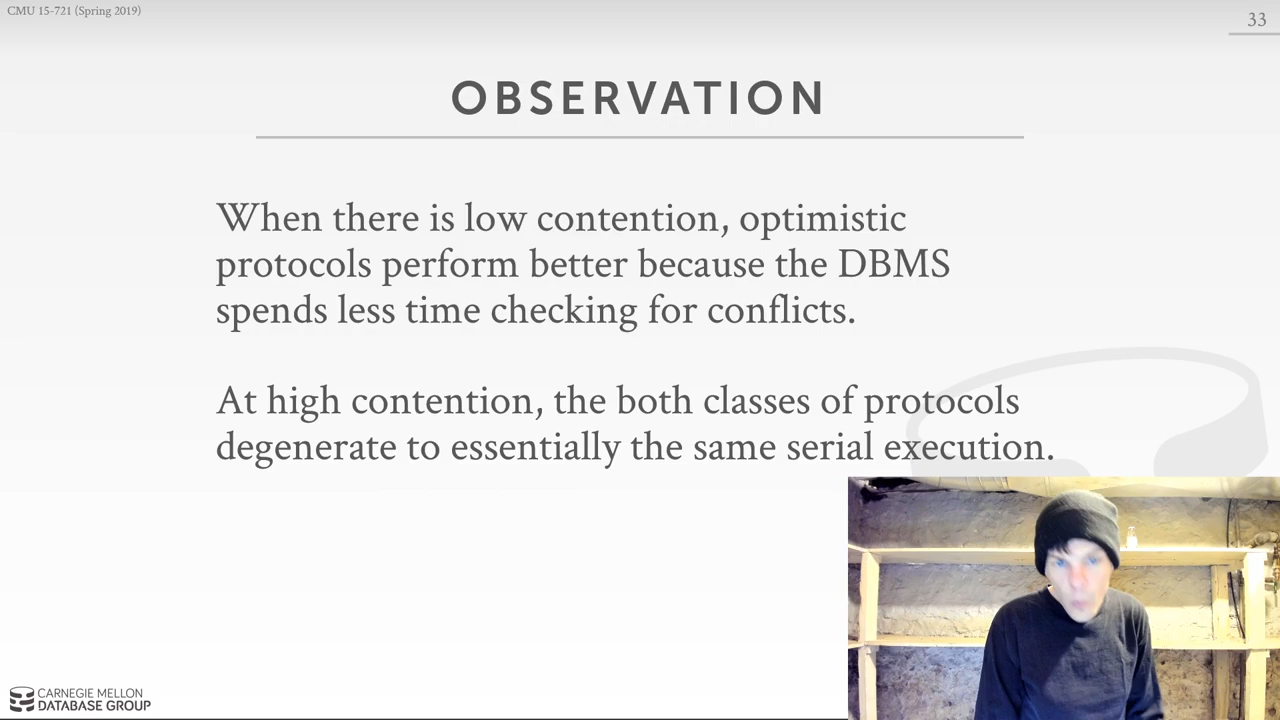 CMU 15-721 (Spring 2019)
33
OBSERVATION
When there is low contention, optimistic
protocols perform better because the DBMS
spends less time checking for conflicts.
At high contention, the both classes of protocols
degenerate to essentially the same serial execution.
CARNEGIE MELLON
DATABASE GROUP